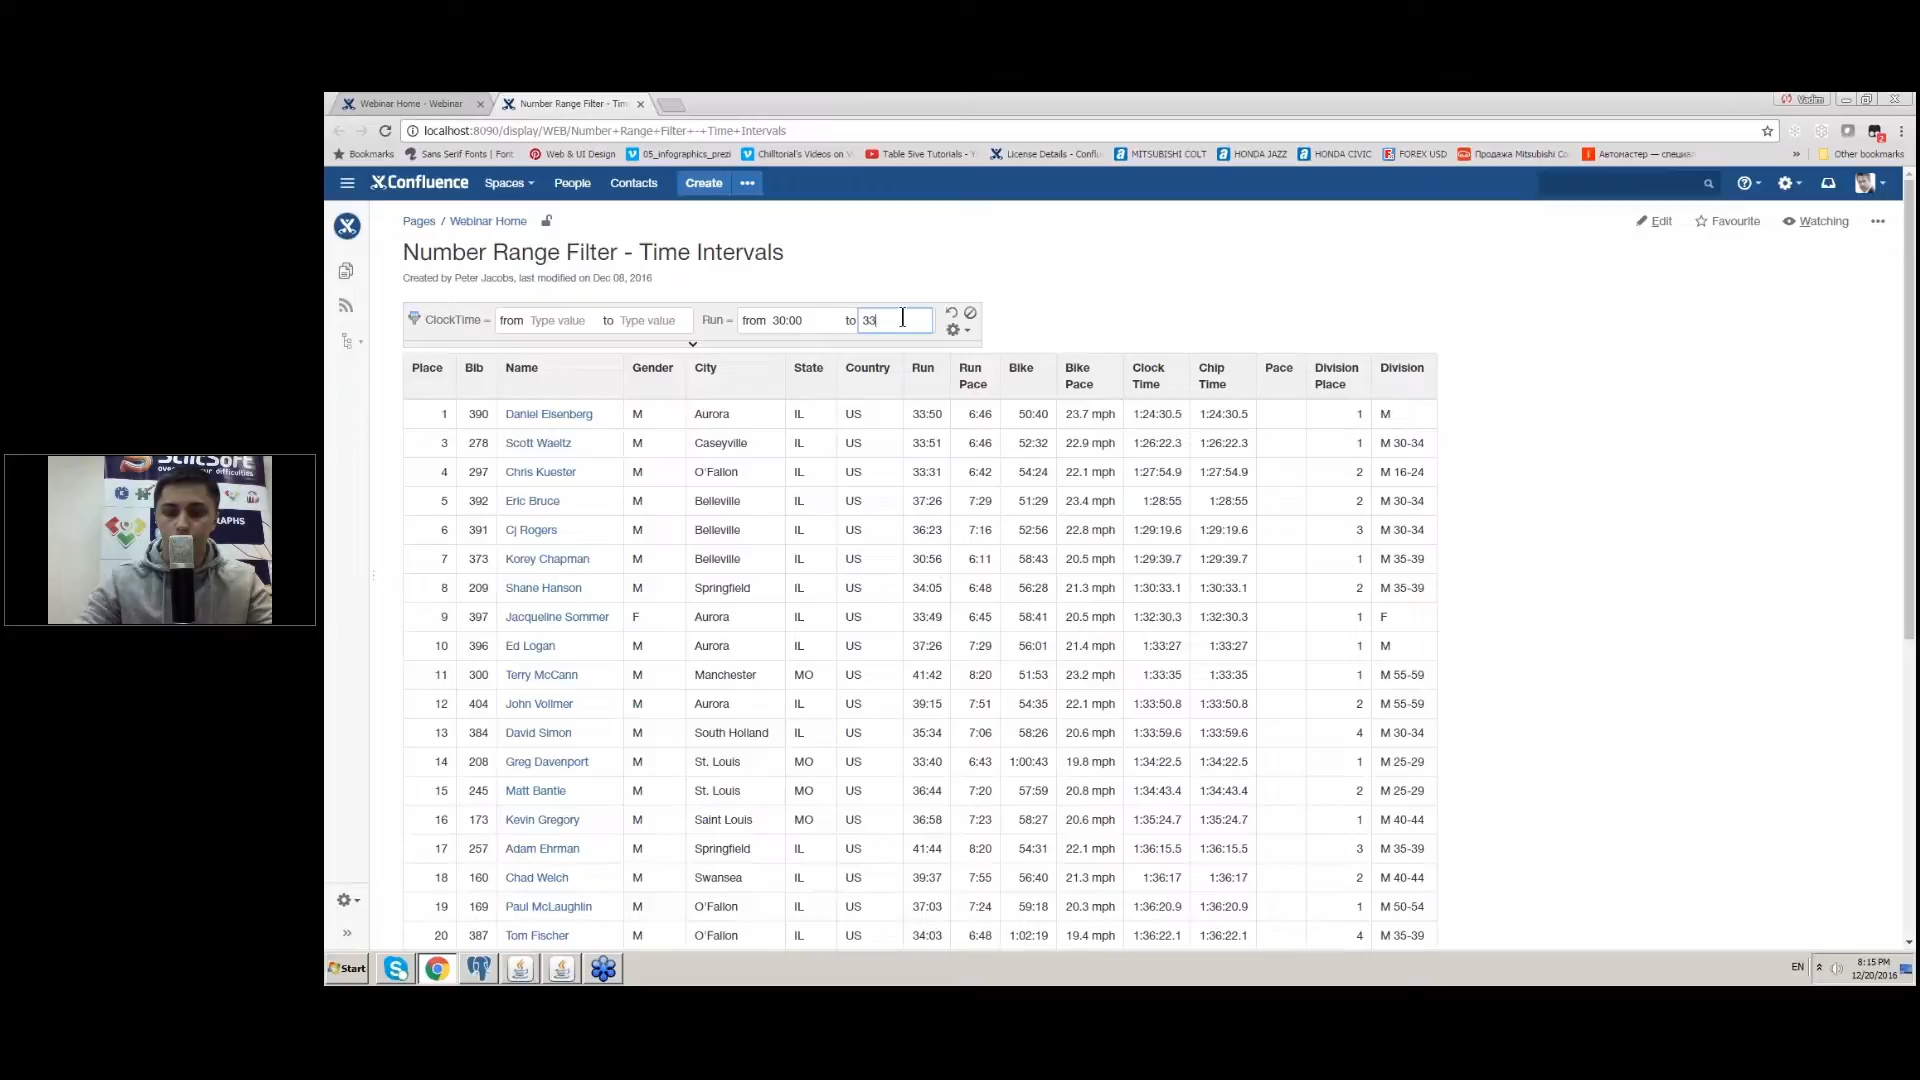 Webinar Home - Webinar
Number Range Filter - Tim
Vadim
localhost:8090/display/WEB/Number+Range+Filter+-+Time+Intervals
Bookmarks Sans Serif Fonts | Font Web & UI Design 05_infographics_prezi Chilltorial's Videos on V Table 5ive Tutorials - Y License Details - Conflu MITSUBISHI COLT HONDA JAZZ HONDA CIVIC FOREX USD Продажа Mitsubishi Co Автомастер — специал » Other bookmarks
Confluence Spaces People Contacts Create •••
Pages / Webinar Home
Edit Favourite Watching •••
Number Range Filter - Time Intervals
Created by Peter Jacobs, last modified on Dec 08, 2016
ClockTime = from Type value to Type value Run = from 30:00 to 33
Place Bib Name Gender City State Country Run Run Pace Bike Bike Pace Clock Time Chip Time Pace Division Place Division
1 390 Daniel Eisenberg M Aurora IL US 33:50 6:46 50:40 23.7 mph 1:24:30.5 1:24:30.5 1 M
3 278 Scott Waeltz M Caseyville IL US 33:51 6:46 52:32 22.9 mph 1:26:22.3 1:26:22.3 1 M 30-34
4 297 Chris Kuester M O'Fallon IL US 33:31 6:42 54:24 22.1 mph 1:27:54.9 1:27:54.9 2 M 16-24
5 392 Eric Bruce M Belleville IL US 37:26 7:29 51:29 23.4 mph 1:28:55 1:28:55 2 M 30-34
6 391 Cj Rogers M Belleville IL US 36:23 7:16 52:56 22.8 mph 1:29:19.6 1:29:19.6 3 M 30-34
7 373 Korey Chapman M Belleville IL US 30:56 6:11 58:43 20.5 mph 1:29:39.7 1:29:39.7 1 M 35-39
8 209 Shane Hanson M Springfield IL US 34:05 6:48 56:28 21.3 mph 1:30:33.1 1:30:33.1 2 M 35-39
9 397 Jacqueline Sommer F Aurora IL US 33:49 6:45 58:41 20.5 mph 1:32:30.3 1:32:30.3 1 F
10 396 Ed Logan M Aurora IL US 37:26 7:29 56:01 21.4 mph 1:33:27 1:33:27 1 M
11 300 Terry McCann M Manchester MO US 41:42 8:20 51:53 23.2 mph 1:33:35 1:33:35 1 M 55-59
12 404 John Vollmer M Aurora IL US 39:15 7:51 54:35 22.1 mph 1:33:50.8 1:33:50.8 2 M 55-59
13 384 David Simon M South Holland IL US 35:34 7:06 58:26 20.6 mph 1:33:59.6 1:33:59.6 4 M 30-34
14 208 Greg Davenport M St. Louis MO US 33:40 6:43 1:00:43 19.8 mph 1:34:22.5 1:34:22.5 1 M 25-29
15 245 Matt Bantle M St. Louis MO US 36:44 7:20 57:59 20.8 mph 1:34:43.4 1:34:43.4 2 M 25-29
16 173 Kevin Gregory M Saint Louis MO US 36:58 7:23 58:27 20.6 mph 1:35:24.7 1:35:24.7 1 M 40-44
17 257 Adam Ehrman M Springfield IL US 41:44 8:20 54:31 22.1 mph 1:36:15.5 1:36:15.5 3 M 35-39
18 160 Chad Welch M Swansea IL US 39:37 7:55 56:40 21.3 mph 1:36:17 1:36:17 2 M 40-44
19 169 Paul McLaughlin M O'Fallon IL US 37:03 7:24 59:18 20.3 mph 1:36:20.9 1:36:20.9 1 M 50-54
20 387 Tom Fischer M O'Fallon IL US 34:03 6:48 1:02:19 19.4 mph 1:36:22.1 1:36:22.1 4 M 35-39
Start
EN
8:15 PM
12/20/2016
StiltSoft